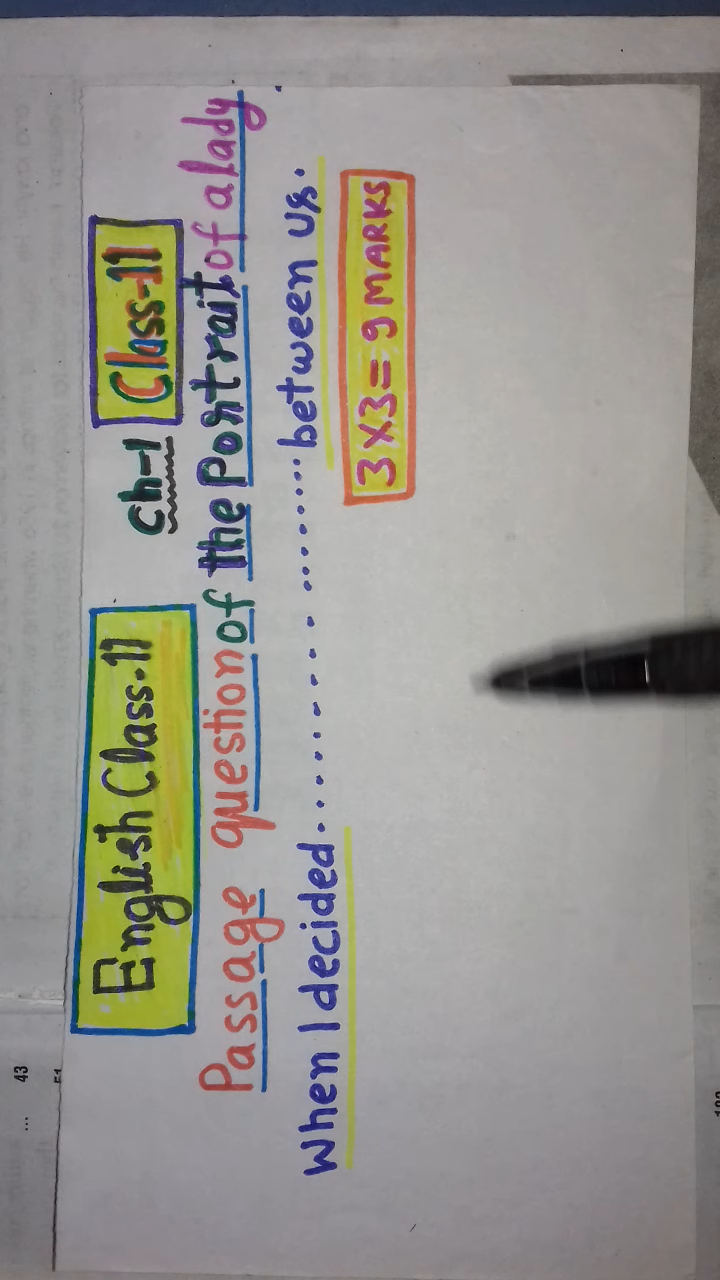 English Class-11 ch-1 Class-11
Passage question of the Portrait of a lady.
When I decided..................between us.
3X3=9 MARKS
43
...